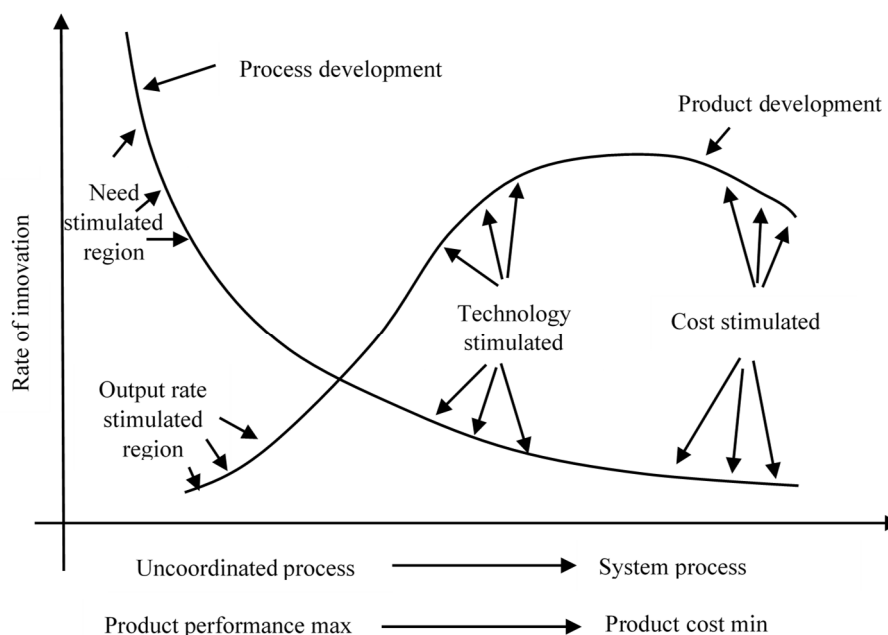 Process development
Product development
Need
stimulated
region
Rate of innovation
Technology
stimulated
Cost stimulated
Output rate
stimulated
region
Uncoordinated process
System process
Product performance max
Product cost min